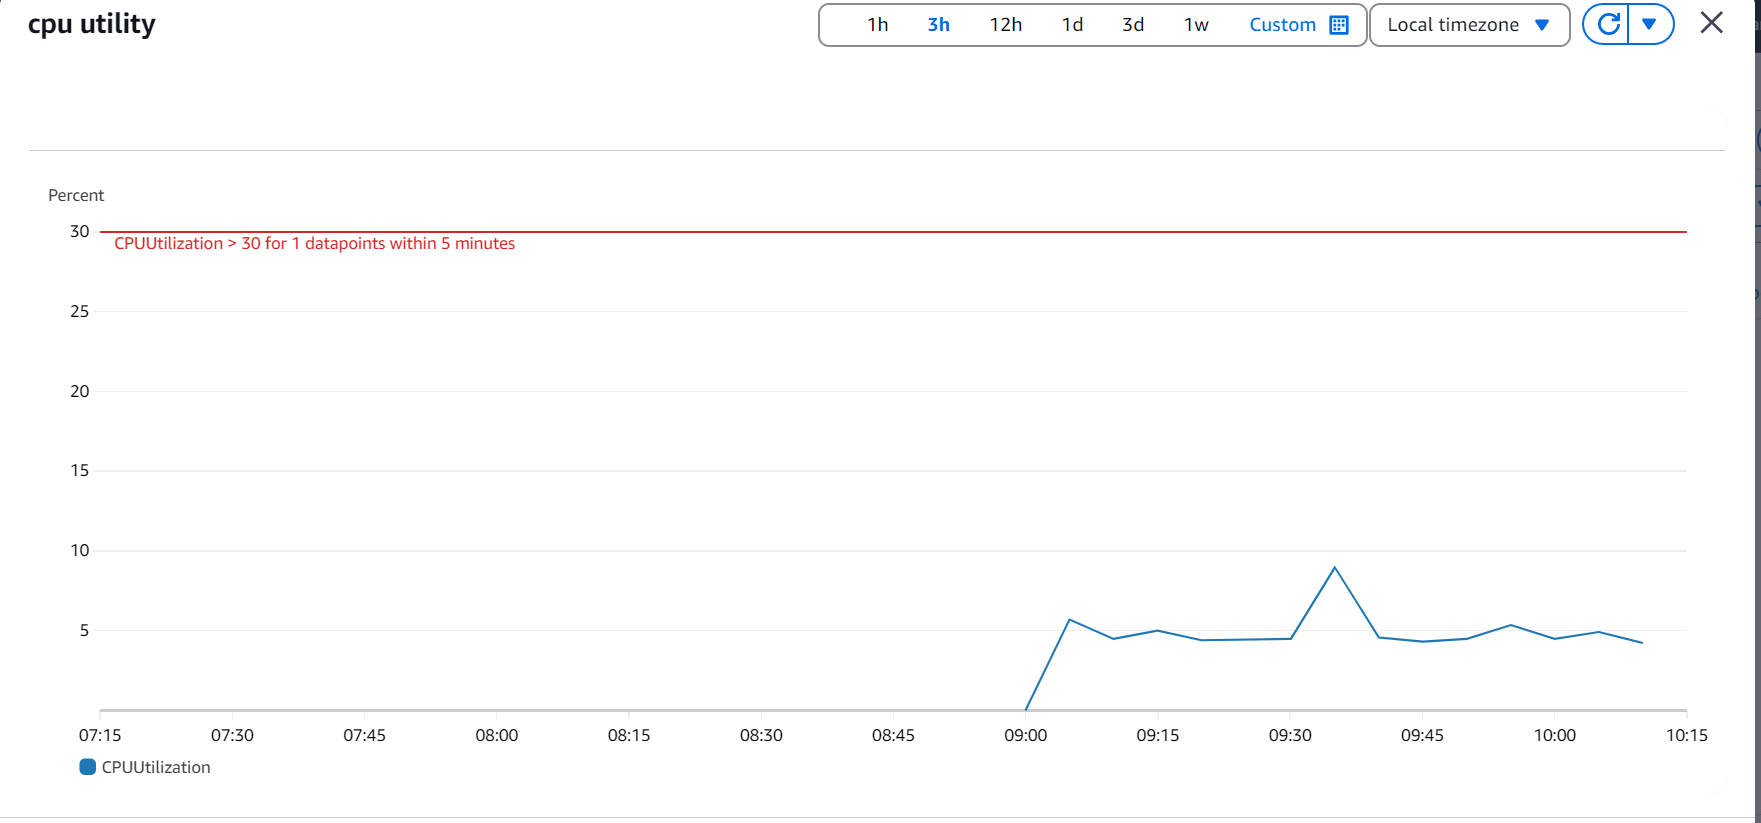 cpu utility
1h 3h 12h 1d 3d 1w Custom Local timezone
Percent
30
CPUUtilization > 30 for 1 datapoints within 5 minutes
25
20
15
10
5
07:15 07:30 07:45 08:00 08:15 08:30 08:45 09:00 09:15 09:30 09:45 10:00 10:15
CPUUtilization